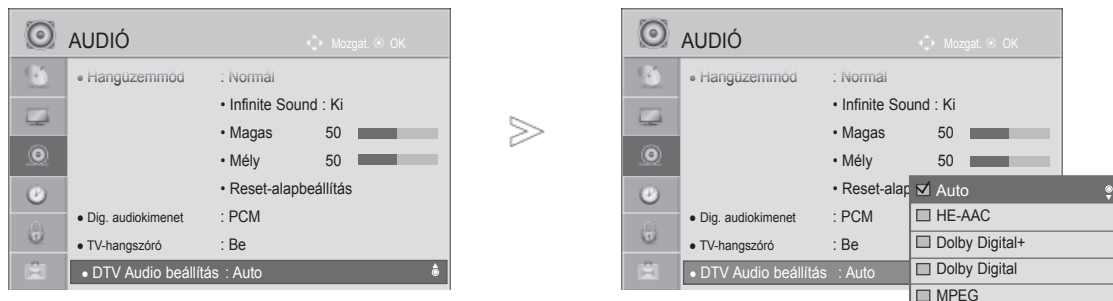 AUDIÓ
Mozgat. OK
• Hangüzemmód : Normál
• Infinite Sound : Ki
• Magas 50
• Mély 50
• Reset-alapbeállítás
• Dig. audiokimenet : PCM
• TV-hangszóró : Be
• DTV Audio beállítás : Auto
AUDIÓ
Mozgat. OK
• Hangüzemmód : Normál
• Infinite Sound : Ki
• Magas 50
• Mély 50
• Reset-alap
• Dig. audiokimenet : PCM
• TV-hangszóró : Be
• DTV Audio beállítás : Auto
Auto
HE-AAC
Dolby Digital+
Dolby Digital
MPEG